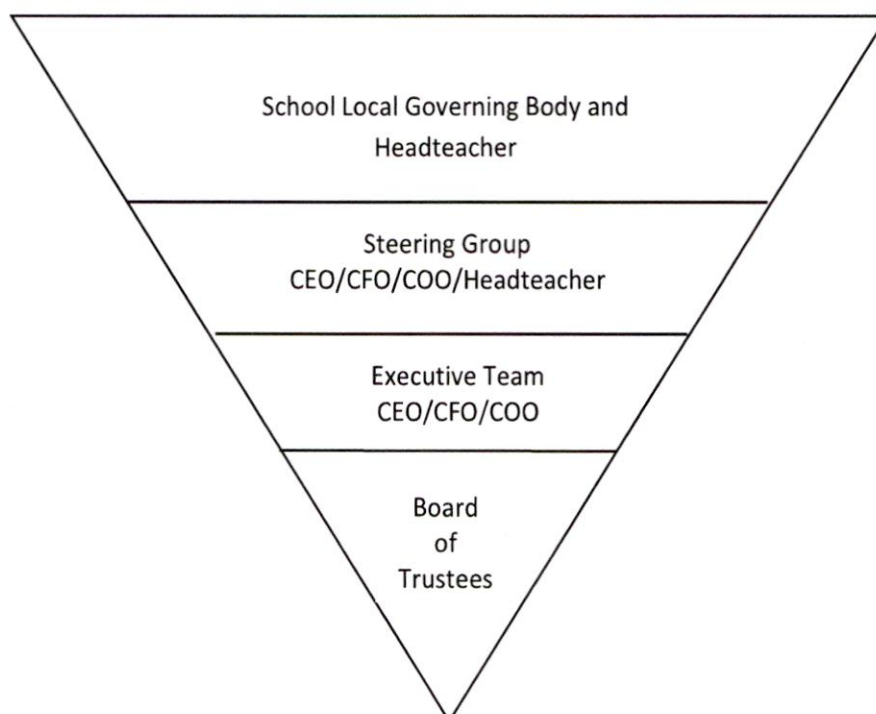 School Local Governing Body and
Headteacher
Steering Group
CEO/CFO/COO/Headteacher
Executive Team
CEO/CFO/COO
Board
of
Trustees